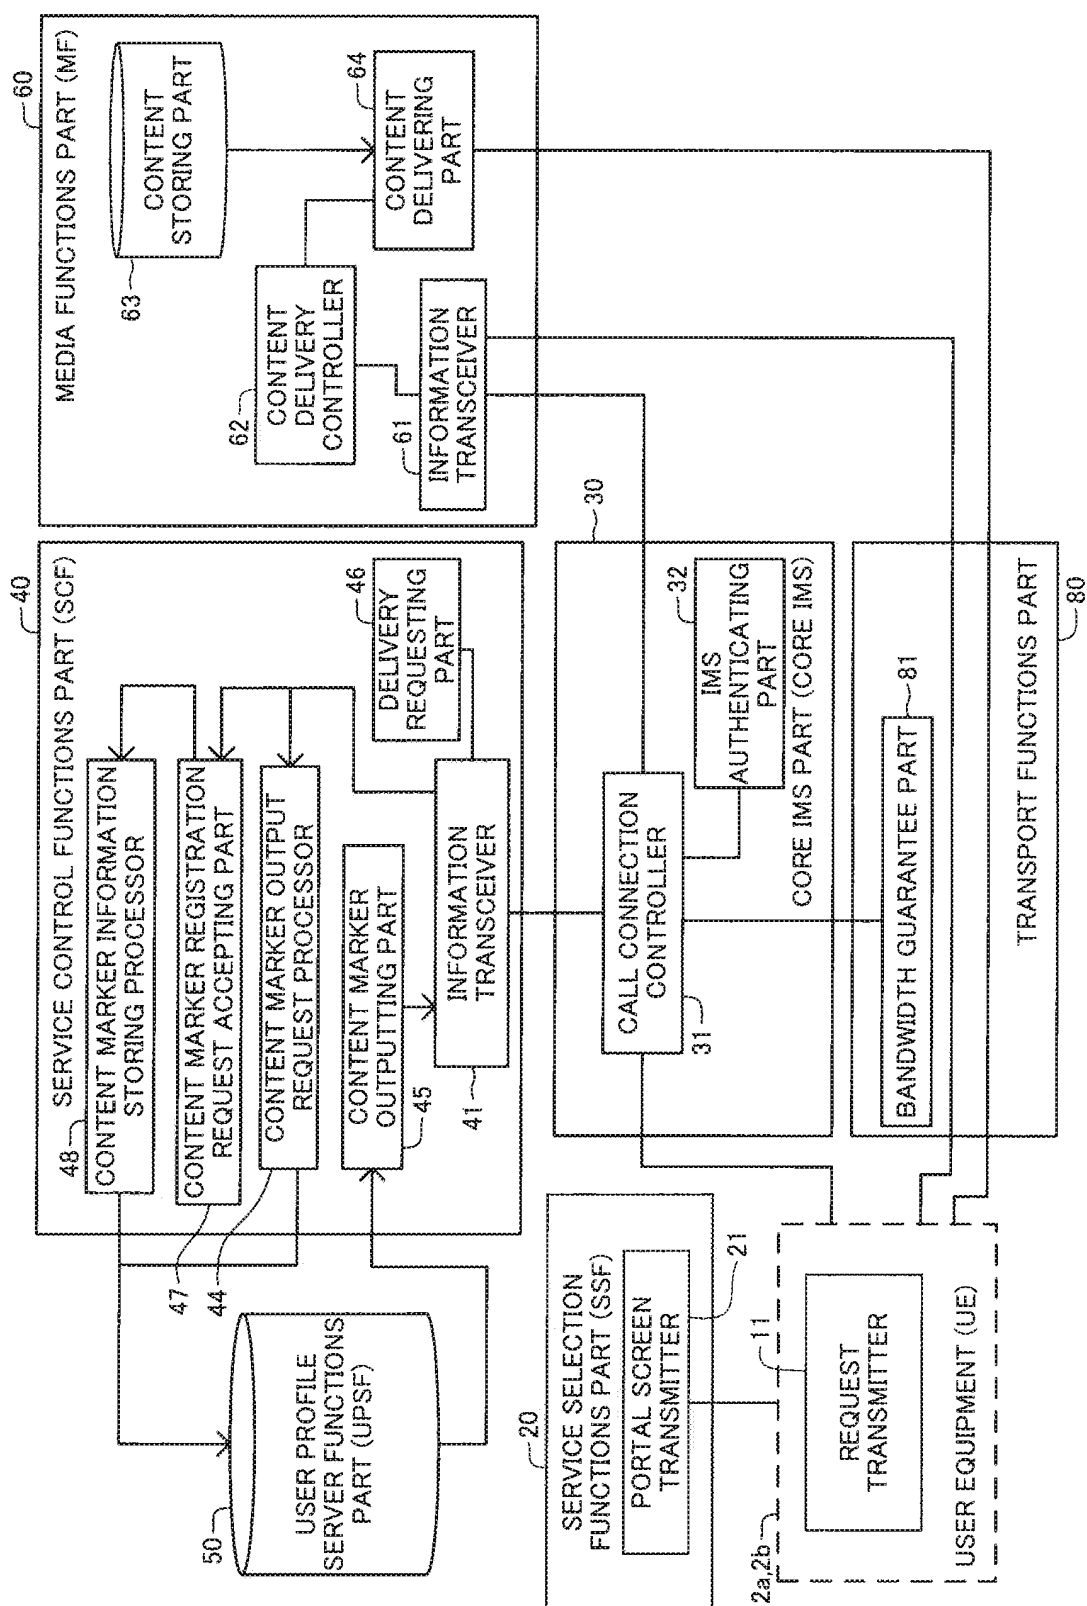 50
USER PROFILE
SERVER FUNCTIONS
PART (UPSF)
40
SERVICE CONTROL FUNCTIONS PART (SCF)
48
CONTENT MARKER INFORMATION
STORING PROCESSOR
47
CONTENT MARKER REGISTRATION
REQUEST ACCEPTING PART
44
CONTENT MARKER OUTPUT
REQUEST PROCESSOR
45
CONTENT MARKER
OUTPUTTING PART
46
DELIVERY
REQUESTING
PART
41
INFORMATION
TRANSCEIVER
60
MEDIA FUNCTIONS PART (MF)
63
CONTENT
STORING PART
62
CONTENT
DELIVERY
CONTROLLER
64
CONTENT
DELIVERING
PART
61
INFORMATION
TRANSCEIVER
20
SERVICE SELECTION
FUNCTIONS PART (SSF)
21
PORTAL SCREEN
TRANSMITTER
30
31
CALL CONNECTION
CONTROLLER
32
IMS
AUTHENTICATING
PART
CORE IMS PART (CORE IMS)
2a,2b
11
REQUEST
TRANSMITTER
USER EQUIPMENT (UE)
81
BANDWIDTH GUARANTEE PART
TRANSPORT FUNCTIONS PART
80